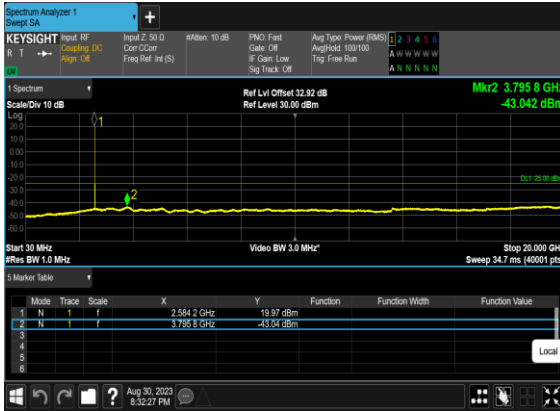 Spectrum Analyzer 1
Swept SA
+
KEYSIGHT
R T
Input: RF
Coupling: DC
Align: Off
Input Z: 50 Ω
Corr CCorr
Freq Ref: Int (S)
#Atten: 10 dB
PNO: Fast
Gate: Off
IF Gain: Low
Sig Track: Off
Avg Type: Power (RMS)
Avg|Hold: 100/100
Trig: Free Run
1 2 3 4 5 6
A W W W W W
A N N N N N
1 Spectrum
Scale/Div 10 dB
Ref Lvl Offset 32.92 dB
Ref Level 30.00 dBm
Mkr2 3.795 8 GHz
-43.042 dBm
Log
20.0
10.0
0.00
-10.0
-20.0
-30.0
-40.0
-50.0
-60.0
1
2
Start 30 MHz
#Res BW 1.0 MHz
Video BW 3.0 MHz*
Stop 20.000 GHz
Sweep 34.7 ms (40001 pts)
5 Marker Table
Mode Trace Scale X Y Function Function Width Function Value
1 N 1 f 2.584 2 GHz 19.97 dBm
2 N 1 f 3.795 8 GHz -43.04 dBm
3
4
5
6
Local
?
Aug 30, 2023
8:32:27 PM